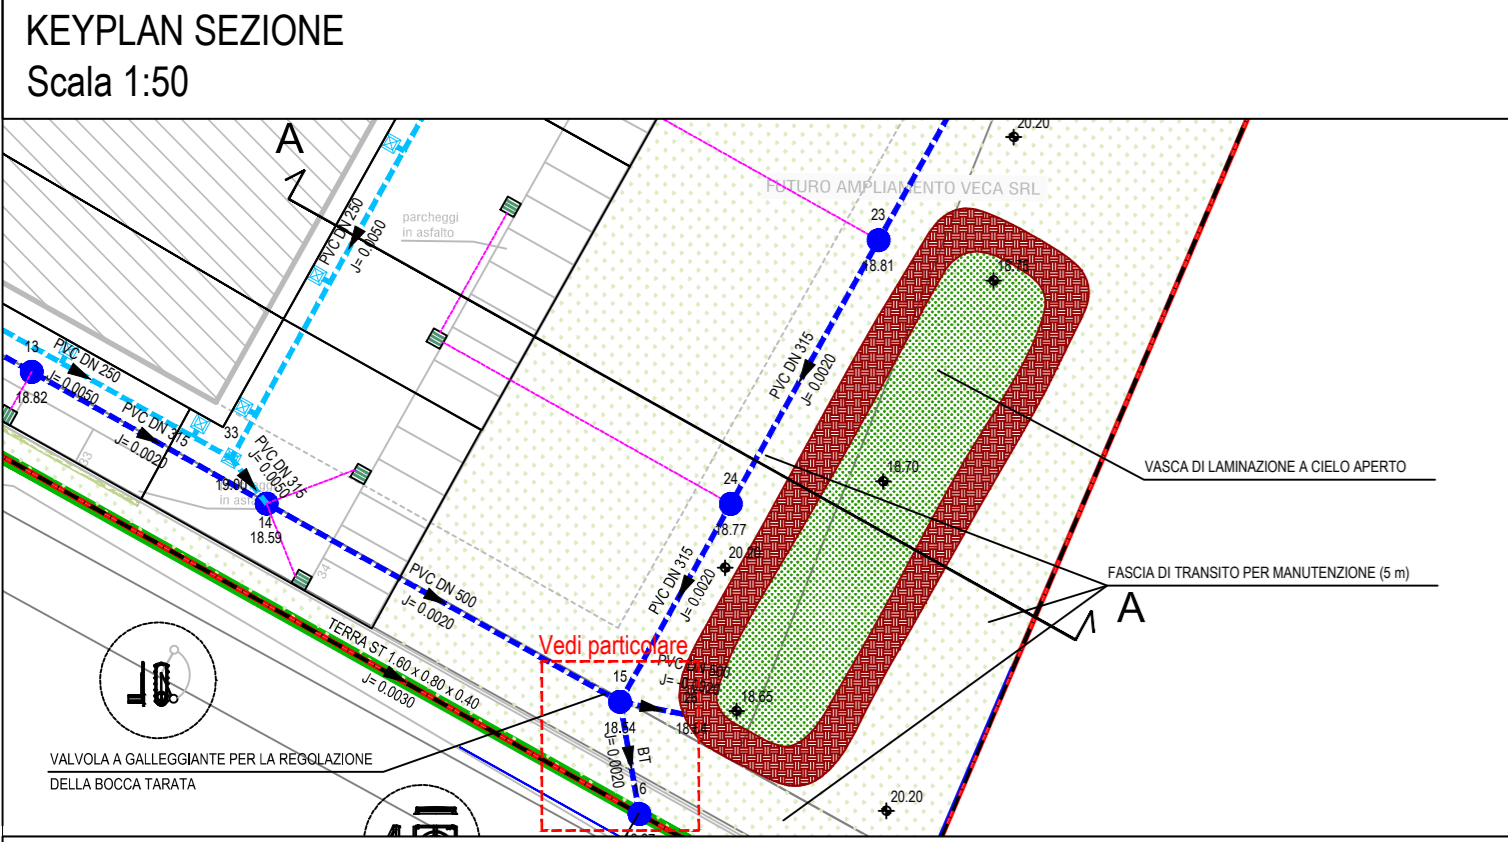 KEYPLAN SEZIONE
Scala 1:50
A
20.20
FUTURO AMPLIAMENTO VECA SRL
parcheggi
in asfalto
PVC DN 250
J= 0.0050
23
18.81
18.75
13
PVC DN 250
J= 0.0050
18.82
PVC DN 315
J= 0.0020
33
PVC DN 315
J= 0.0050
19.00
14
18.59
33
34
PVC DN 315
J= 0.0020
VASCA DI LAMINAZIONE A CIELO APERTO
18.70
24
18.77
20.20
PVC DN 315
J= 0.0020
FASCIA DI TRANSITO PER MANUTENZIONE (5 m)
A
PVC DN 500
J= 0.0020
TERRA ST 1.60 x 0.80 x 0.40
J= 0.0030
Vedi particolare
15
18.54
18.65
BT
J= 0.0020
VALVOLA A GALLEGGIANTE PER LA REGOLAZIONE
DELLA BOCCA TARATA
20.20